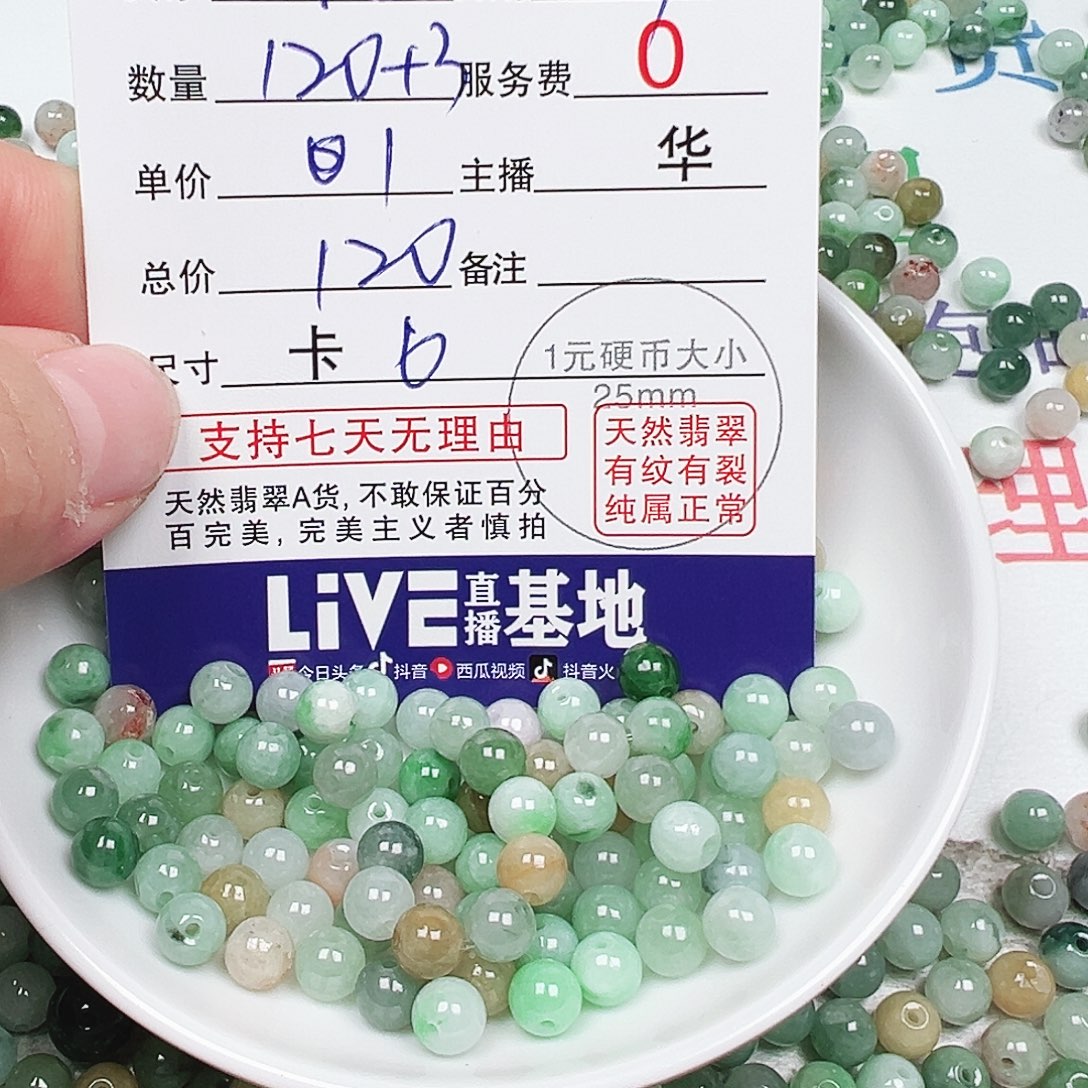 数量 120+3 服务费 0
单价 01 主播 华
总价 120 备注
尺寸 卡 6 1元硬币大小
25mm
支持七天无理由
天然翡翠
有纹有裂
纯属正常
天然翡翠A货,不敢保证百分
百完美,完美主义者慎拍
LiVE直播基地
今日头条 抖音 西瓜视频 抖音火
理